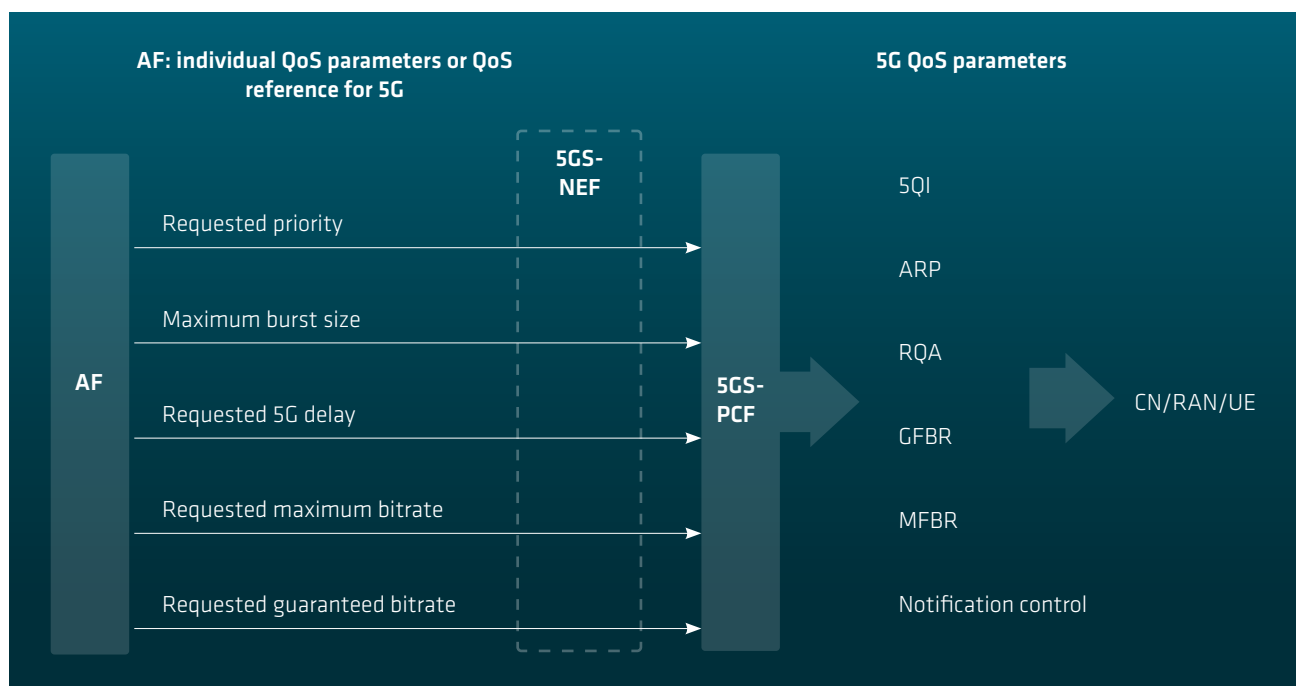 AF: individual QoS parameters or QoS
reference for 5G
5G QoS parameters
5GS-
NEF
AF
Requested priority
Maximum burst size
Requested 5G delay
Requested maximum bitrate
Requested guaranteed bitrate
5GS-
PCF
5QI
ARP
RQA
GFBR
MFBR
Notification control
CN/RAN/UE